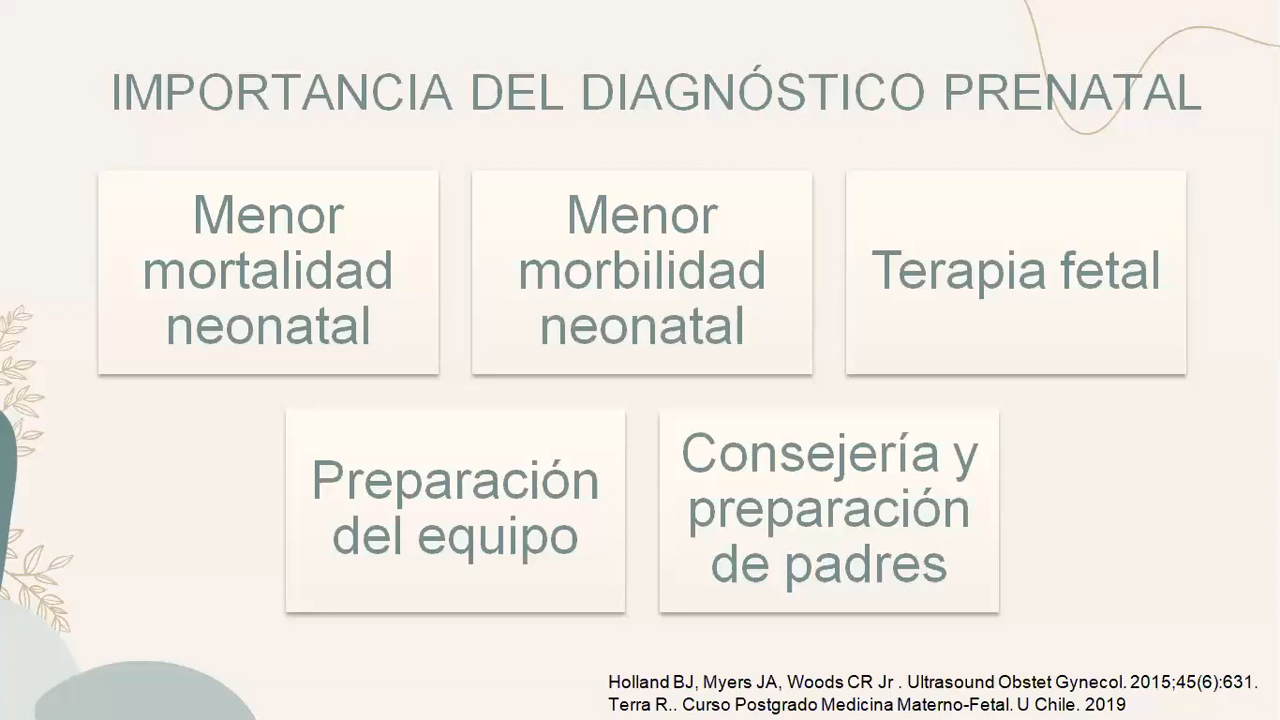 IMPORTANCIA DEL DIAGNÓSTICO PRENATAL
Menor
mortalidad
neonatal
Menor
morbilidad
neonatal
Terapia fetal
Preparación
del equipo
Consejería y
preparación
de padres
Holland BJ, Myers JA, Woods CR Jr . Ultrasound Obstet Gynecol. 2015;45(6):631.
Terra R.. Curso Postgrado Medicina Materno-Fetal. U Chile. 2019